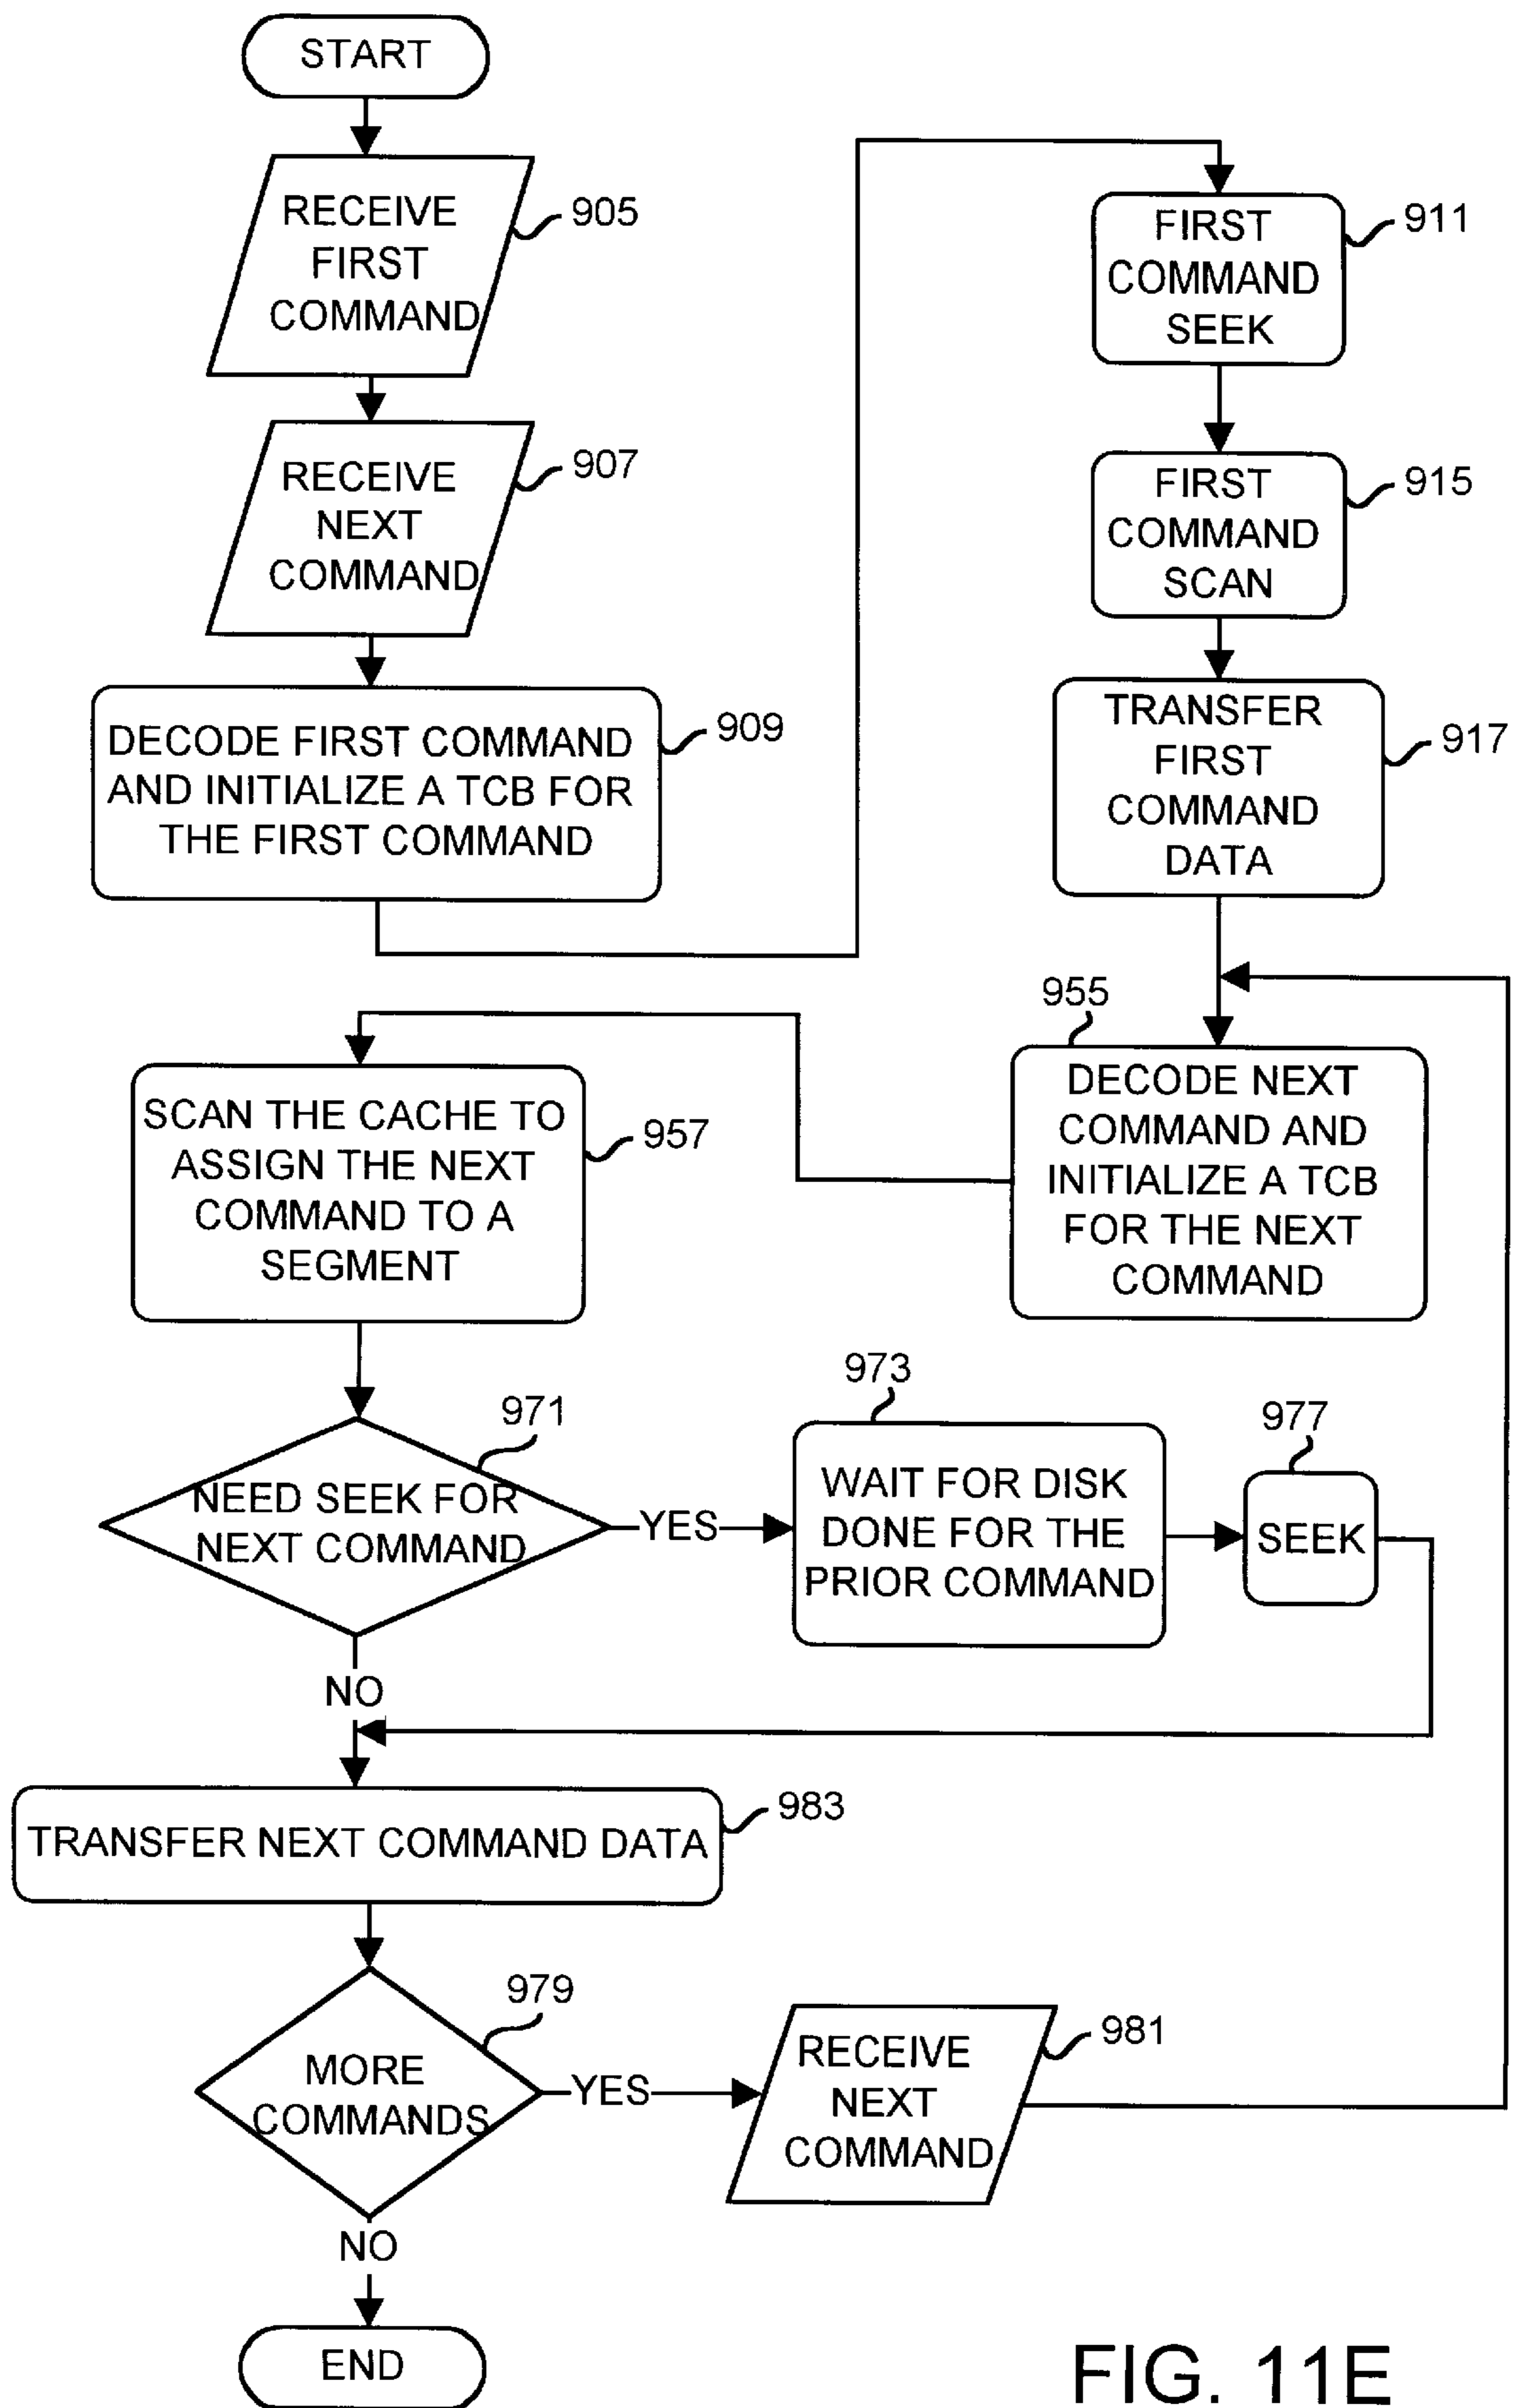 START
RECEIVE
FIRST
COMMAND
905
RECEIVE
NEXT
COMMAND
907
DECODE FIRST COMMAND
AND INITIALIZE A TCB FOR
THE FIRST COMMAND
909
FIRST
COMMAND
SEEK
911
FIRST
COMMAND
SCAN
915
TRANSFER
FIRST
COMMAND
DATA
917
955
DECODE NEXT
COMMAND AND
INITIALIZE A TCB
FOR THE NEXT
COMMAND
SCAN THE CACHE TO
ASSIGN THE NEXT
COMMAND TO A
SEGMENT
957
971
NEED SEEK FOR
NEXT COMMAND
YES
973
WAIT FOR DISK
DONE FOR THE
PRIOR COMMAND
977
SEEK
NO
TRANSFER NEXT COMMAND DATA
983
979
MORE
COMMANDS
YES
RECEIVE
NEXT
COMMAND
981
NO
END
FIG. 11E